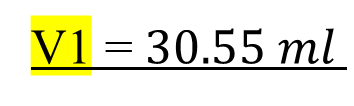 V1 = 30.55 ml